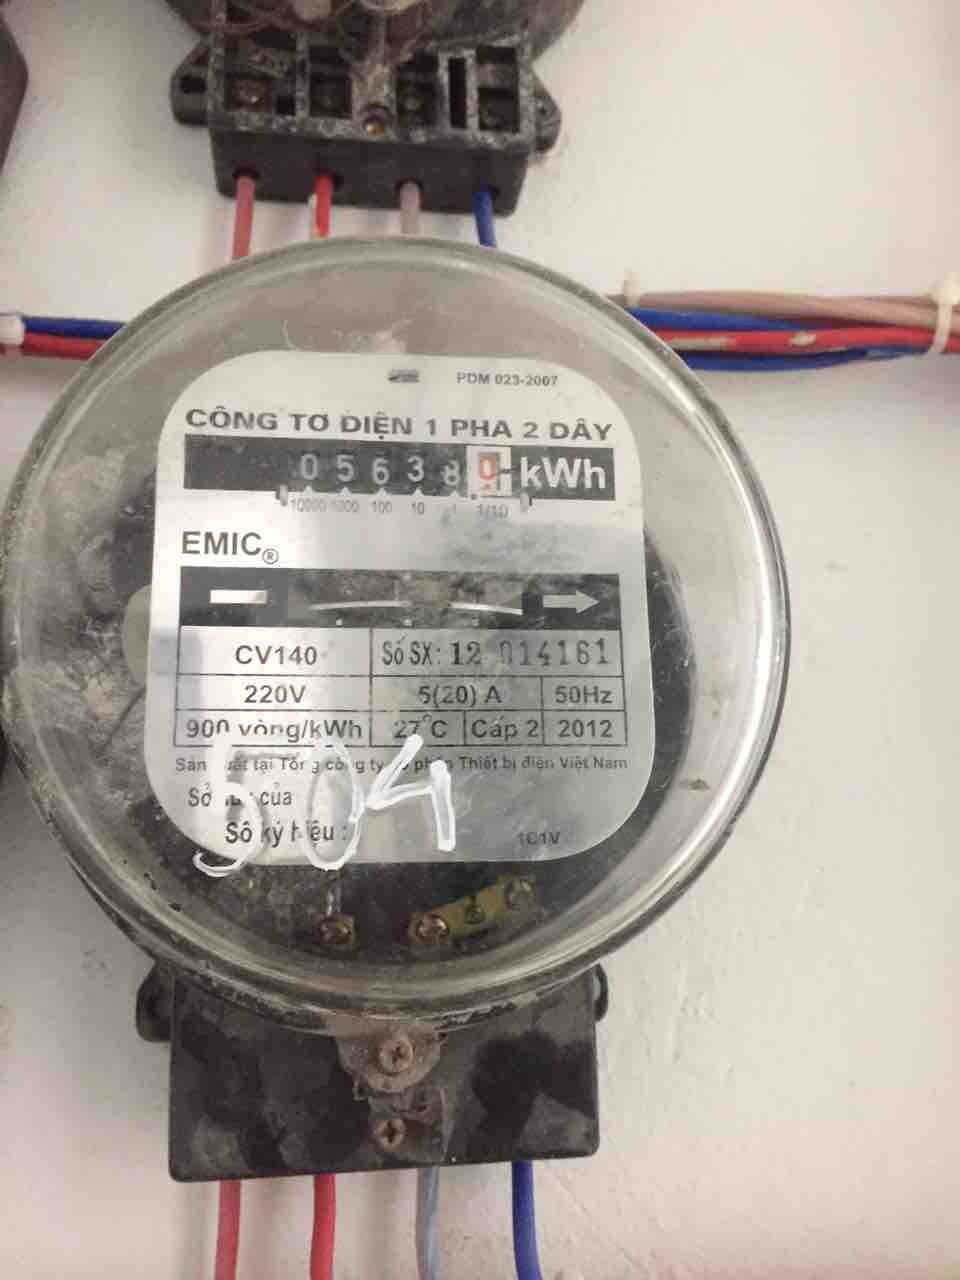 PDM 023-2007
CÔNG TƠ ĐIỆN 1 PHA 2 DÂY
0 5 6 3 8 0 kWh
10000 1000 100 10 1 1/10
EMIC®
CV140 Số SX: 12 014161
220V 5(20) A 50Hz
900 vòng/kWh 27°C Cấp 2 2012
Sản xuất tại Tổng công ty cổ phần Thiết bị điện Việt Nam
Sở của
Số ký hiệu :
1C1V
504